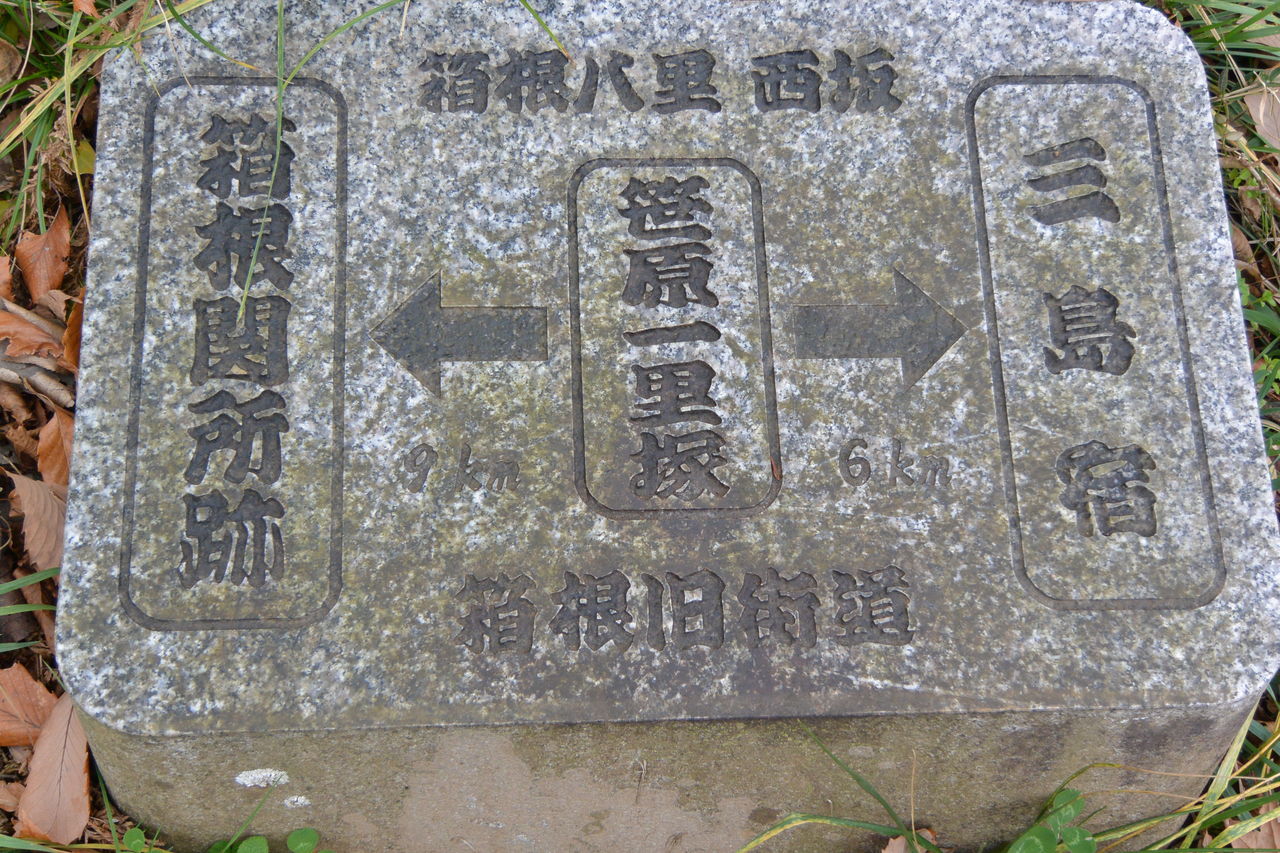 箱根八里 西坂
箱根関所跡
9km
笹原一里塚
6km
三島宿
箱根旧街道